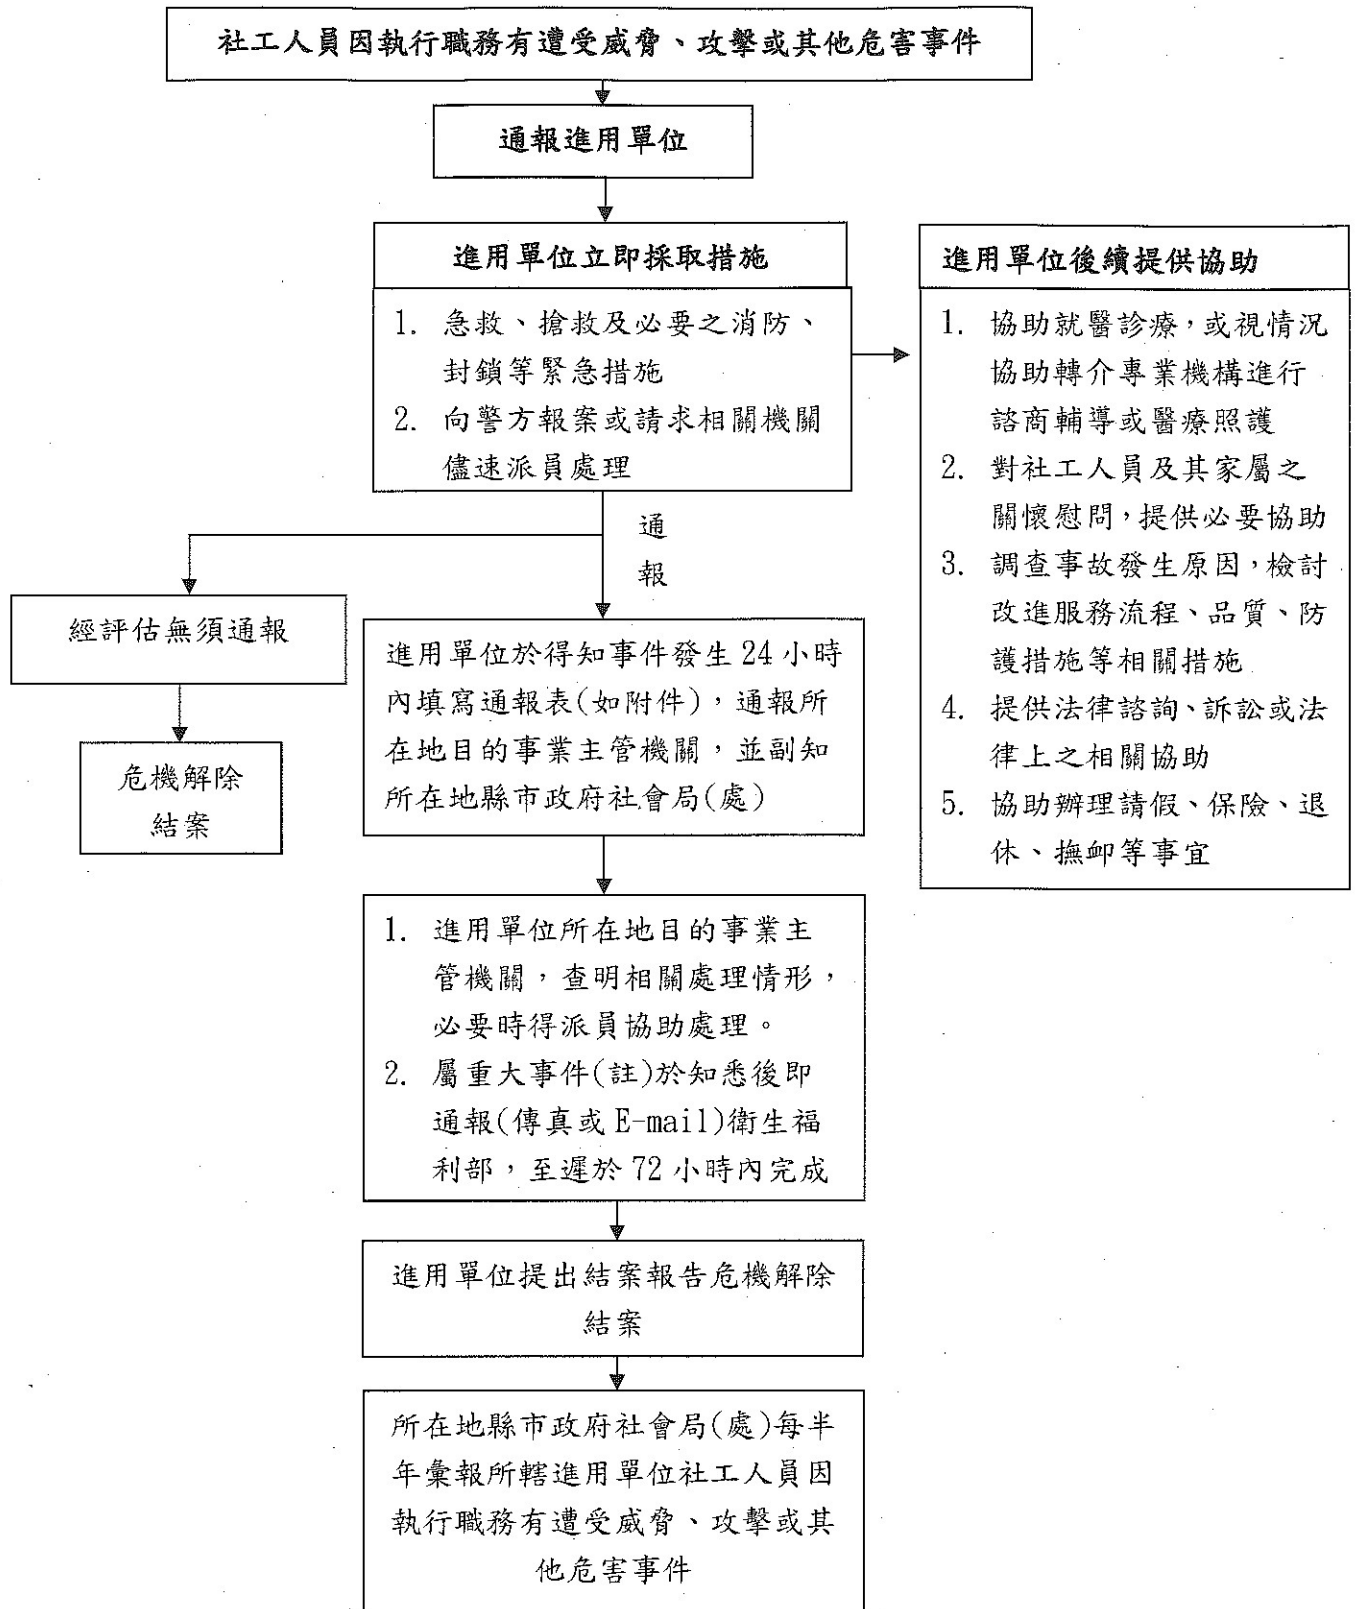 社工人員因執行職務有遭受威脅、攻擊或其他危害事件
通報進用單位
進用單位立即採取措施
1. 急救、搶救及必要之消防、
封鎖等緊急措施
2. 向警方報案或請求相關機關
儘速派員處理
進用單位後續提供協助
1. 協助就醫診療，或視情況
協助轉介專業機構進行
諮商輔導或醫療照護
2. 對社工人員及其家屬之
關懷慰問，提供必要協助
3. 調查事故發生原因，檢討
改進服務流程、品質、防
護措施等相關措施
4. 提供法律諮詢、訴訟或法
律上之相關協助
5. 協助辦理請假、保險、退
休、撫卹等事宜
通
報
經評估無須通報
危機解除
結案
進用單位於得知事件發生 24 小時
內填寫通報表(如附件)，通報所
在地目的事業主管機關，並副知
所在地縣市政府社會局(處)
1. 進用單位所在地目的事業主
管機關，查明相關處理情形，
必要時得派員協助處理。
2. 屬重大事件(註)於知悉後即
通報(傳真或 E-mail)衛生福
利部，至遲於 72 小時內完成
進用單位提出結案報告危機解除
結案
所在地縣市政府社會局(處)每半
年彙報所轄進用單位社工人員因
執行職務有遭受威脅、攻擊或其
他危害事件